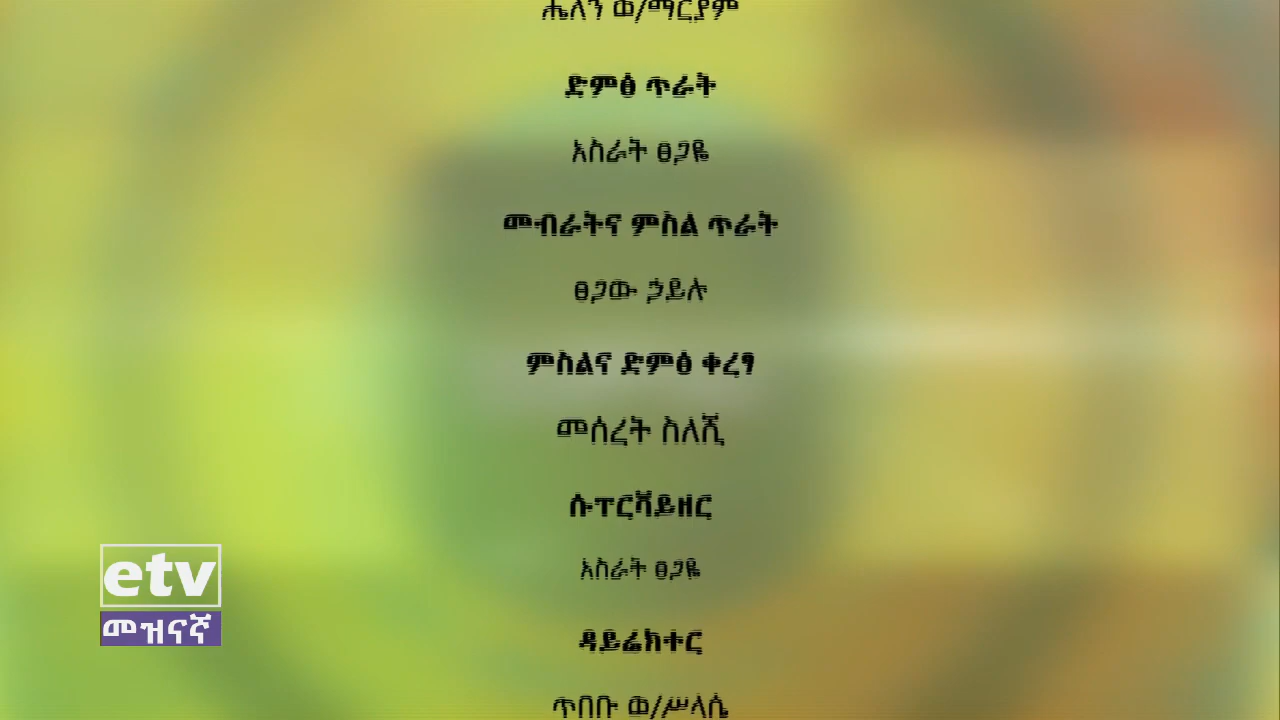 ሔለን ወ/ማርያም
ድምፅ ጥራት
አስራት ፀጋዬ
መብራትና ምስል ጥራት
ፀጋው ኃይሉ
ምስልና ድምፅ ቀረፃ
መሰረት ስለሺ
ሱፐርቫይዘር
አስራት ፀጋዬ
ዳይሬክተር
ጥበቡ ወ/ሥላሴ
etv
መዝናኛ